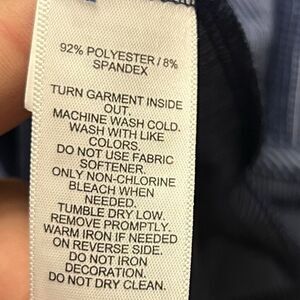 92% POLYESTER / 8%
SPANDEX
TURN GARMENT INSIDE
OUT.
MACHINE WASH COLD.
WASH WITH LIKE
COLORS.
DO NOT USE FABRIC
SOFTENER.
ONLY NON-CHLORINE
BLEACH WHEN
NEEDED.
TUMBLE DRY LOW.
REMOVE PROMPTLY.
WARM IRON IF NEEDED
ON REVERSE SIDE.
DO NOT IRON
DECORATION.
DO NOT DRY CLEAN.